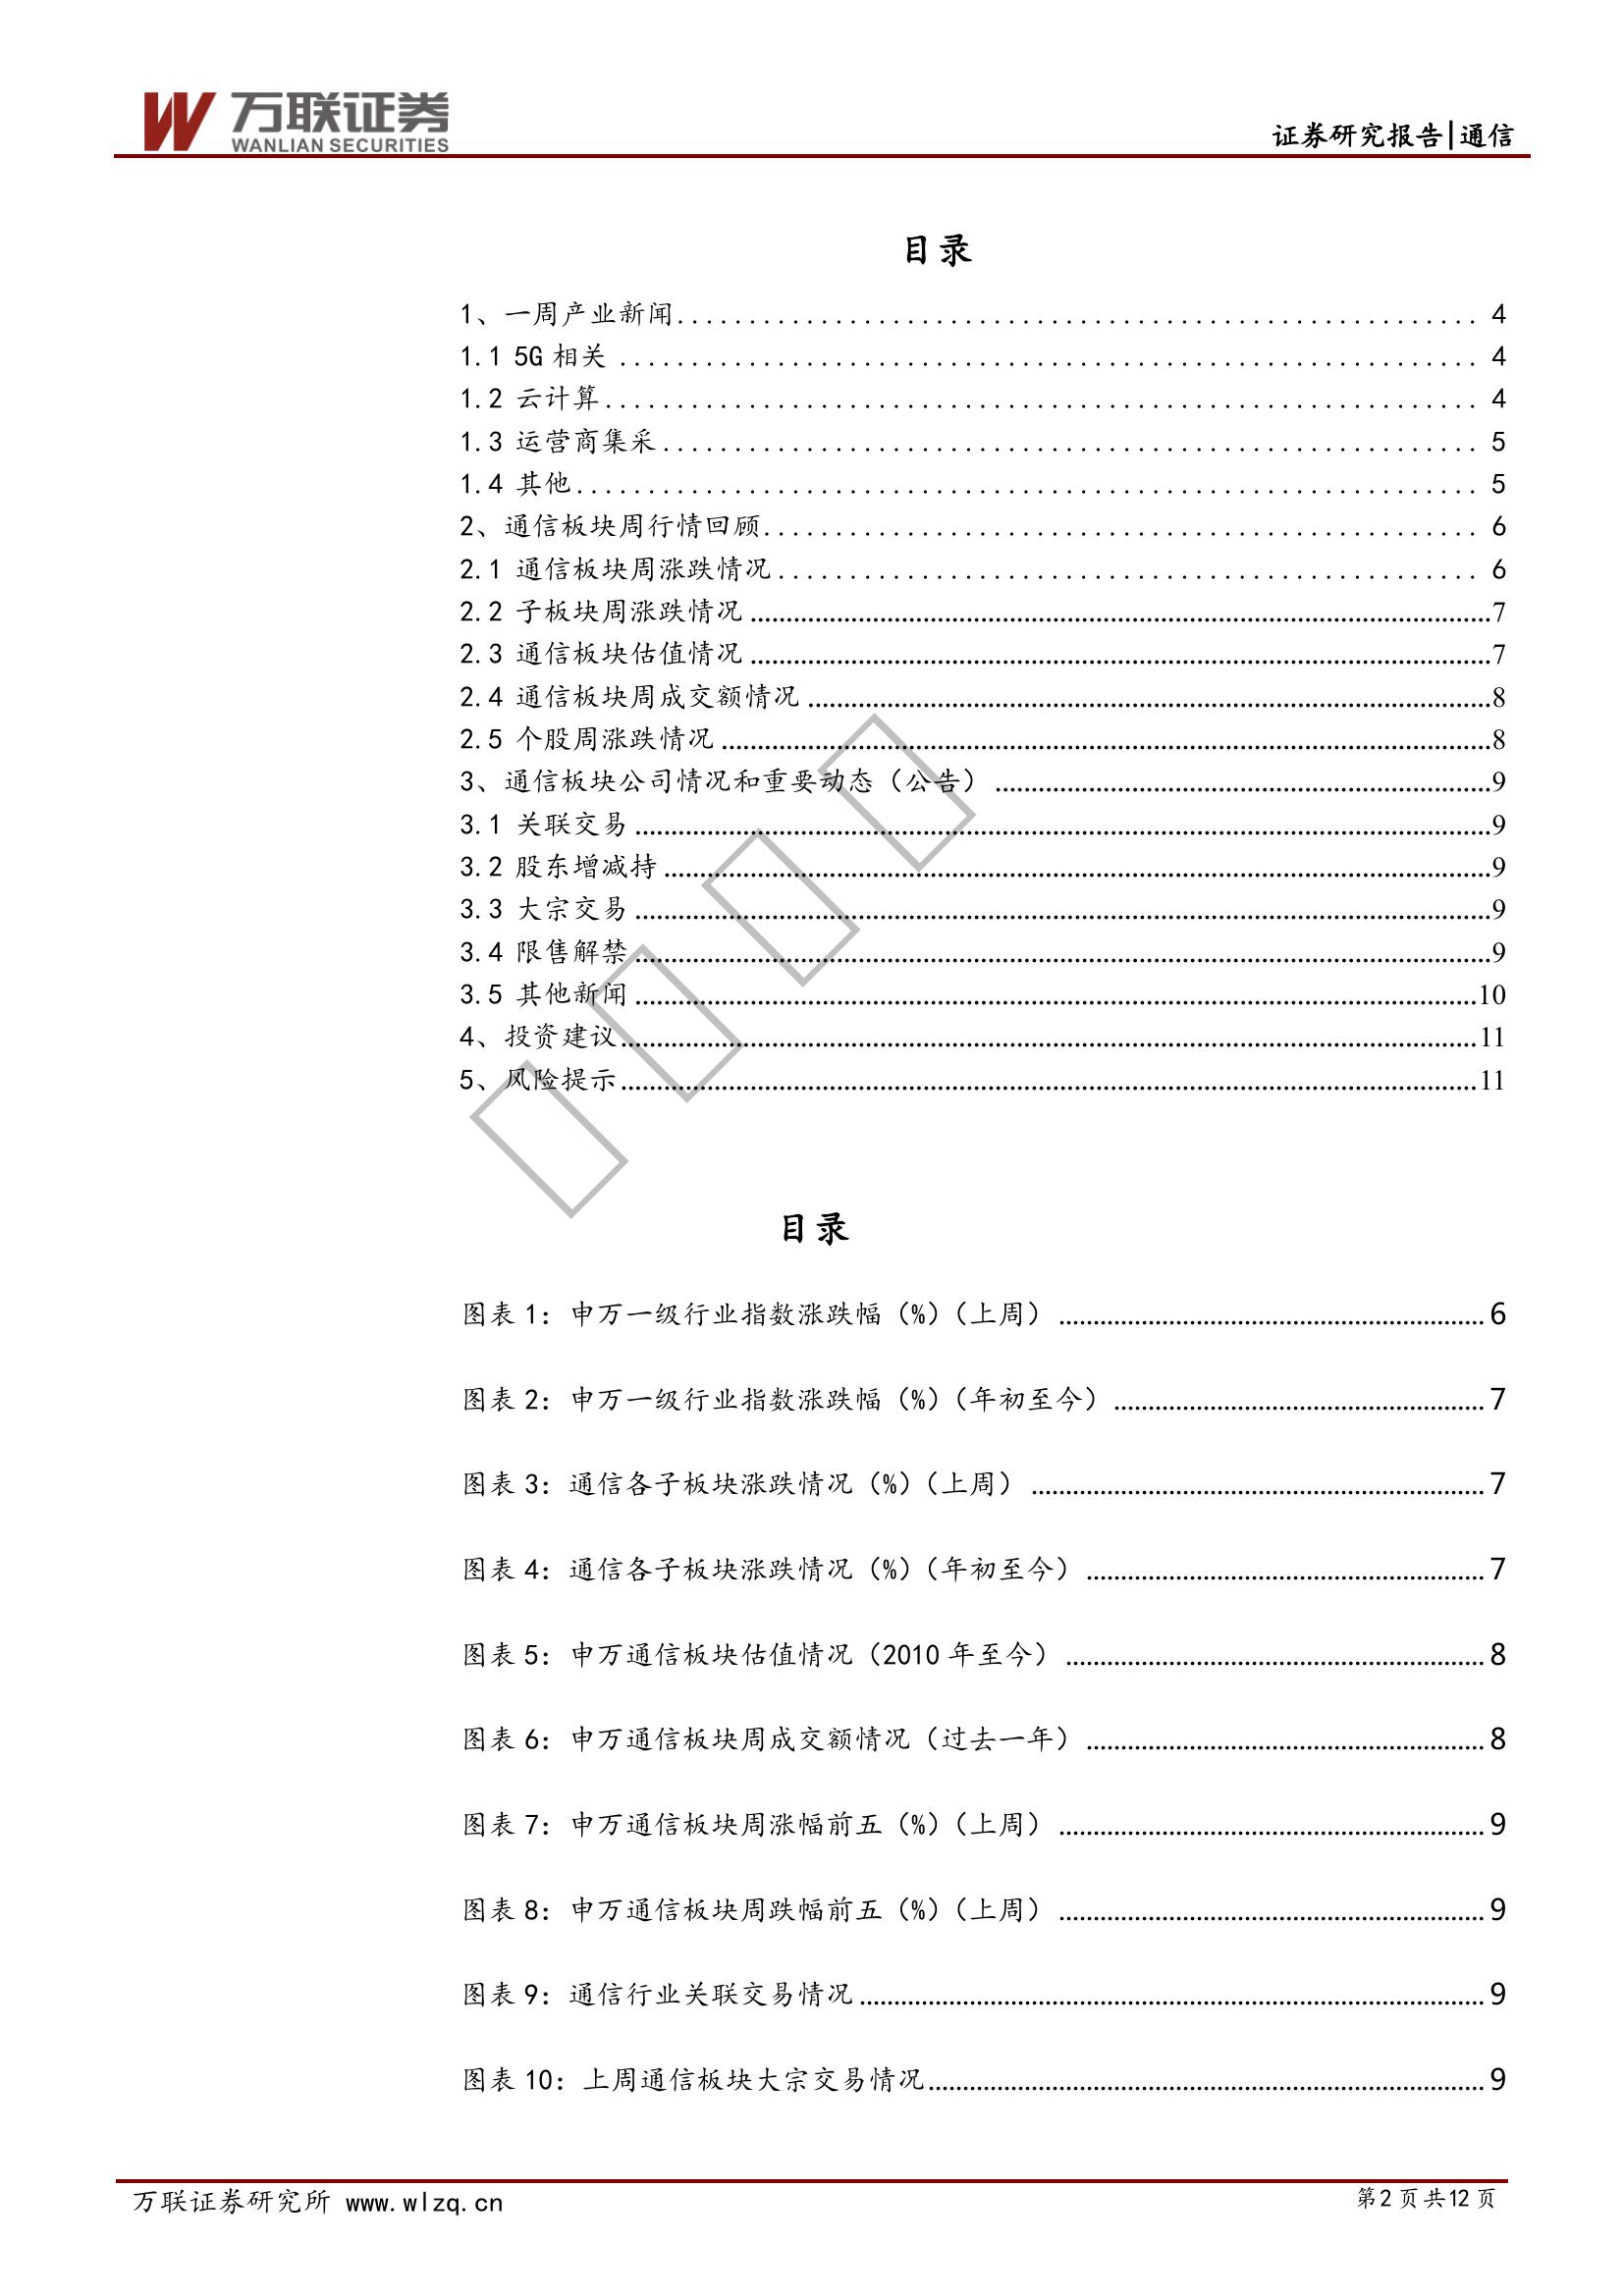 万联证券
WANLIAN SECURITIES
证券研究报告|通信
目录
1、一周产业新闻........................................................ 4
1.1 5G 相关 ............................................................ 4
1.2 云计算............................................................. 4
1.3 运营商集采......................................................... 5
1.4 其他............................................................... 5
2、通信板块周行情回顾.................................................. 6
2.1 通信板块周涨跌情况................................................. 6
2.2 子板块周涨跌情况 ..................................................7
2.3 通信板块估值情况 ..................................................7
2.4 通信板块周成交额情况 ..............................................8
2.5 个股周涨跌情况 ....................................................8
3、通信板块公司情况和重要动态（公告） ..................................9
3.1 关联交易 ..........................................................9
3.2 股东增减持 ........................................................9
3.3 大宗交易 ..........................................................9
3.4 限售解禁 ..........................................................9
3.5 其他新闻 ..........................................................10
4、投资建议............................................................11
5、风险提示............................................................11
目录
图表 1：申万一级行业指数涨跌幅（%）（上周） ............................ 6
图表 2：申万一级行业指数涨跌幅（%）（年初至今） ........................ 7
图表 3：通信各子板块涨跌情况（%）（上周） .............................. 7
图表 4：通信各子板块涨跌情况（%）（年初至今） .......................... 7
图表 5：申万通信板块估值情况（2010 年至今） ........................... 8
图表 6：申万通信板块周成交额情况（过去一年） .......................... 8
图表 7：申万通信板块周涨幅前五（%）（上周） ............................ 9
图表 8：申万通信板块周跌幅前五（%）（上周） ............................ 9
图表 9：通信行业关联交易情况 .......................................... 9
图表 10：上周通信板块大宗交易情况...................................... 9
万联证券研究所 www.wlzq.cn
第 2 页 共 12 页